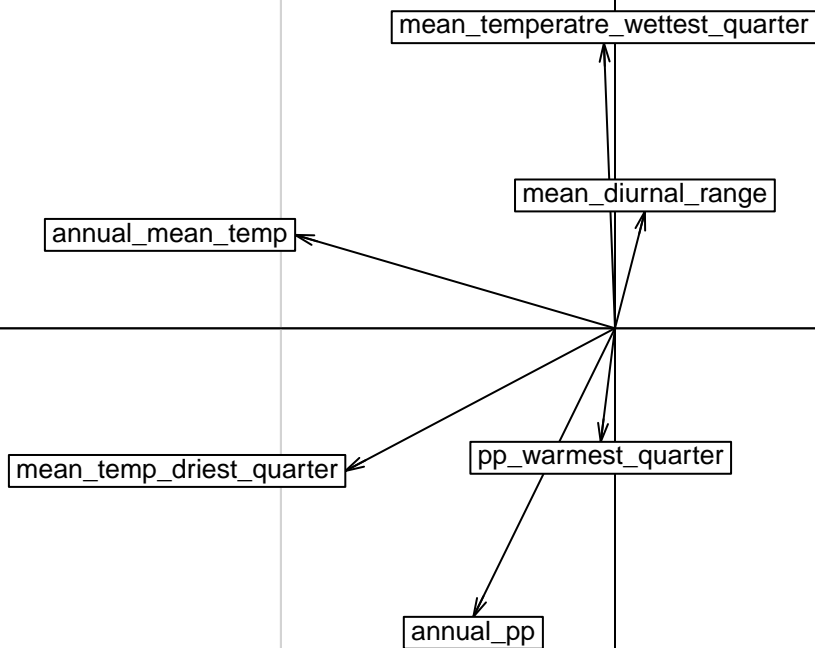 mean_temperatre_wettest_quarter
mean_diurnal_range
annual_mean_temp
pp_warmest_quarter
mean_temp_driest_quarter
annual_pp